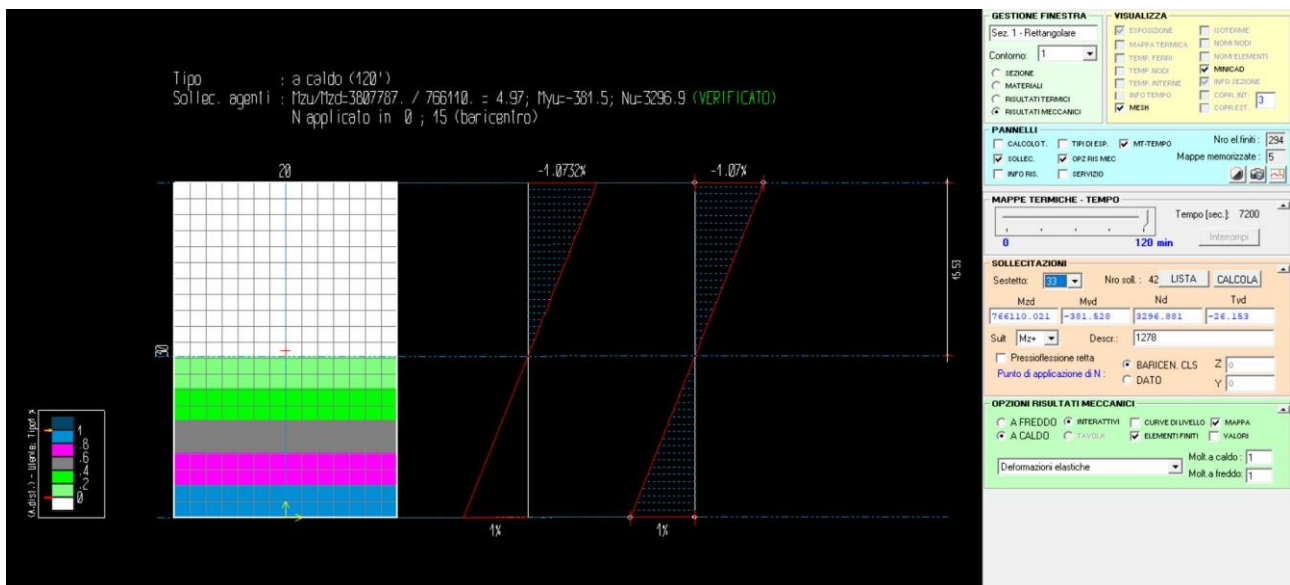 Tipo : a caldo (120')
Sollec. agenti : Mzu/Mzd=3807787. / 766110. = 4.97; Myu=-381.5; Nu=3296.9 (VERIFICATO)
N applicato in 0 ; 15 (baricentro)
20
-1.0732%
-1.07%
15.53
30
1
.8
.6
.4
.2
0
1%
1%
GESTIONE FINESTRA
Sez. 1 - Rettangolare
Contorno: 1
SEZIONE
MATERIALI
RISULTATI TERMICI
RISULTATI MECCANICI
VISUALIZZA
ESPOSIZIONE
ISOTERME
MAPPA TERMICA
NOMI NODI
TEMP. FERRI
NOMI ELEMENTI
TEMP. NODI
MINICAD
TEMP. INTERNE
INFO SEZIONE
INFO TEMPO.
COPR. INT: 3
MESH
COPR.EST.
PANNELLI
CALCOLO T.
TIPI DI ESP.
MT-TEMPO
Nro el.finiti : 294
SOLLEC.
OPZ RIS MEC
Mappe memorizzate : 5
INFO RIS.
SERVIZIO
MAPPE TERMICHE - TEMPO
Tempo [sec.]: 7200
0
120 min
Interrompi
SOLLECITAZIONI
Sestetto: 33
Nro soll. : 42
LISTA
CALCOLA
Mzd Myd Nd Tyd
766110.021 -381.528 3296.881 -26.153
Sult Mz+
Descr.: 1278
Pressioflessione retta
Punto di applicazione di N :
BARICEN. CLS
Z 0
DATO
Y 0
OPZIONI RISULTATI MECCANICI
A FREDDO
INTERATTIVI
CURVE DI LIVELLO
MAPPA
A CALDO
TAVOLA
ELEMENTI FINITI
VALORI
Deformazioni elastiche
Molt.a caldo : 1
Molt.a freddo: 1